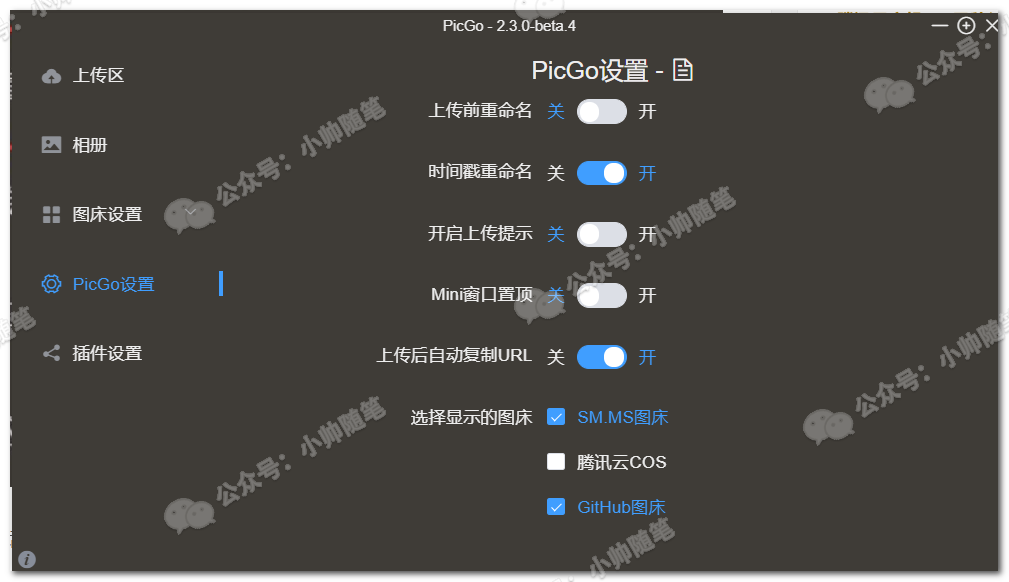 PicGo - 2.3.0-beta.4
上传区
相册
图床设置
PicGo设置
插件设置
PicGo设置 -
上传前重命名 关 开
时间戳重命名 关 开
开启上传提示 关 开
Mini窗口置顶 关 开
上传后自动复制URL 关 开
选择显示的图床 SM.MS图床
腾讯云COS
GitHub图床
公众号：小帅随笔
公众号：小帅随笔
公众号：小帅随笔
公众号：小帅随笔
公众号：
小帅随笔
随笔